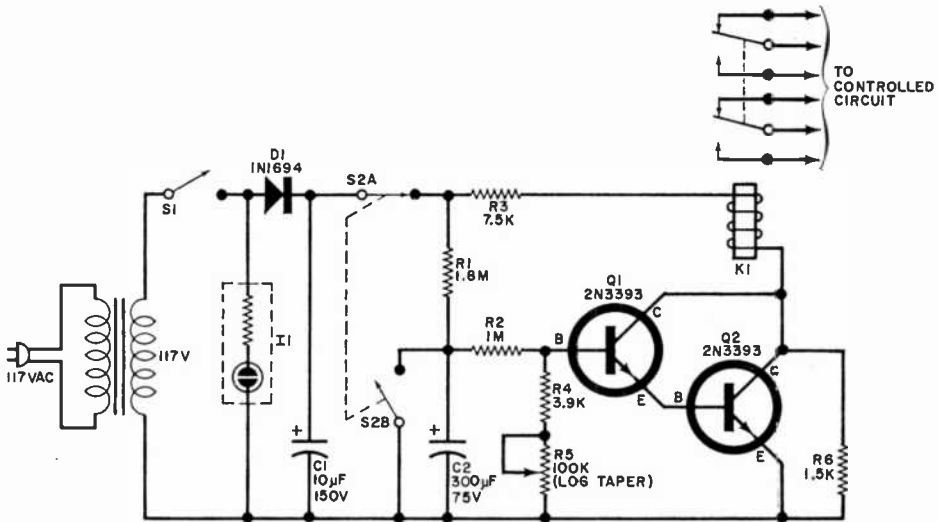 TO
CONTROLLED
CIRCUIT
D1
1N1694
S1
S2A
R3
7.5K
K1
R1
1.8M
Q1
2N3393
C
R2
1M
B
E
Q2
2N3393
C
B
E
I1
117V
117VAC
R4
3.9K
S2B
+
C1
10µF
150V
+
C2
300µF
75V
R5
100K
(LOG TAPER)
R6
1.5K